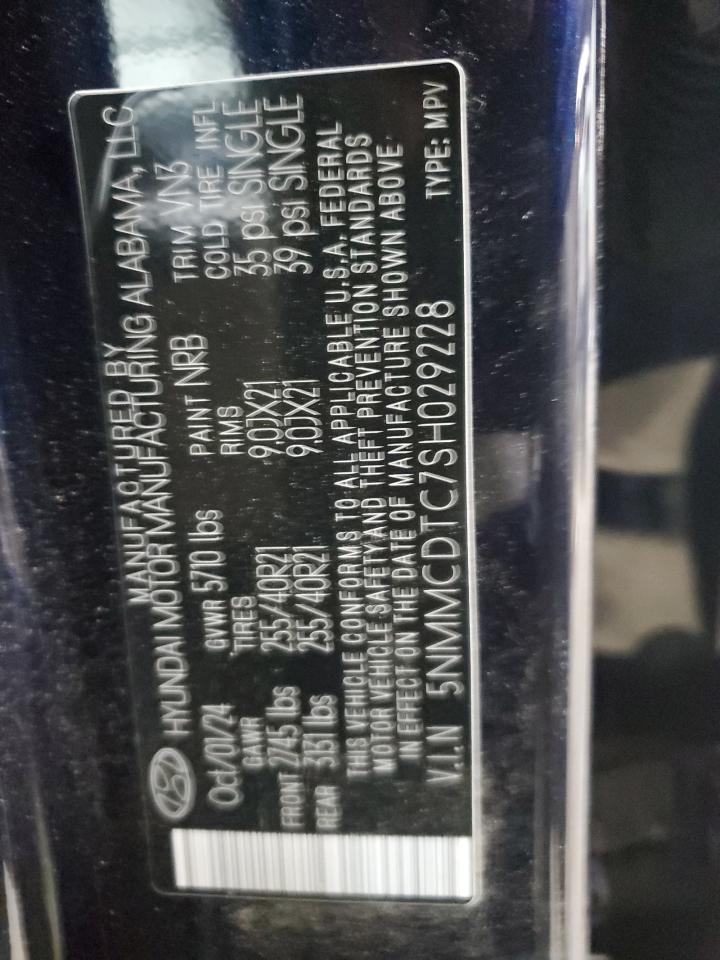 MANUFACTURED BY
HYUNDAI MOTOR MANUFACTURING ALABAMA, LLC
Oct/01/24 GVWR 5710 lbs PAINT NRB TRIM VN3
GAWR TIRES RIMS COLD TIRE INFL
FRONT 2745 lbs 255/40R21 9.0JX21 35 psi SINGLE
REAR 3131 lbs 255/40R21 9.0JX21 39 psi SINGLE
THIS VEHICLE CONFORMS TO ALL APPLICABLE U.S.A. FEDERAL
MOTOR VEHICLE SAFETY AND THEFT PREVENTION STANDARDS
IN EFFECT ON THE DATE OF MANUFACTURE SHOWN ABOVE
V.I.N 5NMMCDTC7SH029228 TYPE: MPV